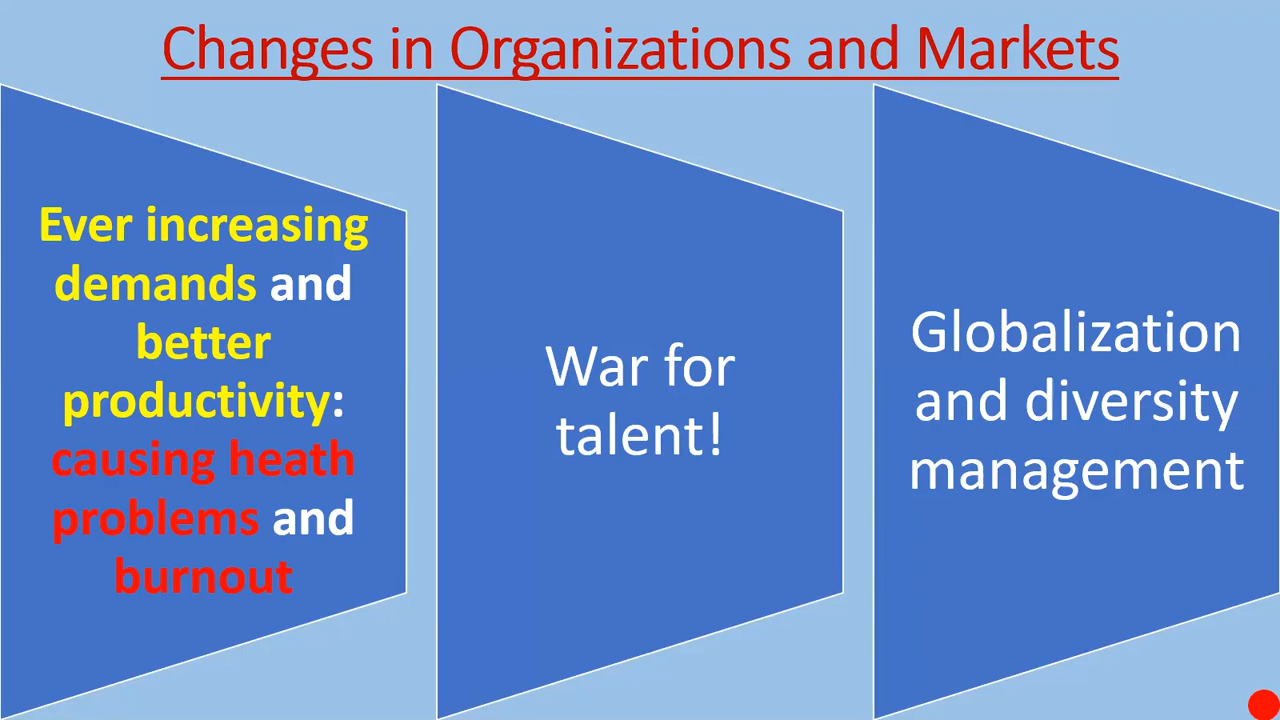 Changes in Organizations and Markets
Ever increasing
demands and
better
productivity:
causing heath
problems and
burnout
War for
talent!
Globalization
and diversity
management